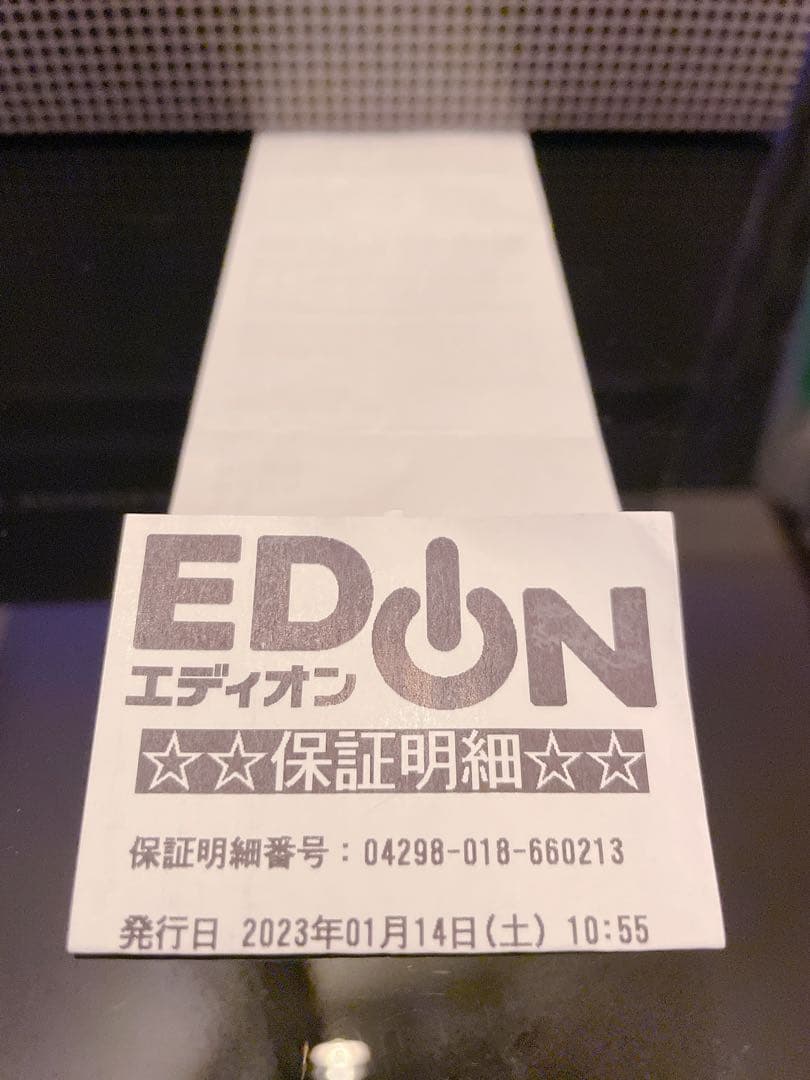 EDION
エディオン
☆☆保証明細☆☆
保証明細番号：04298-018-660213
発行日 2023年01月14日(土) 10:55